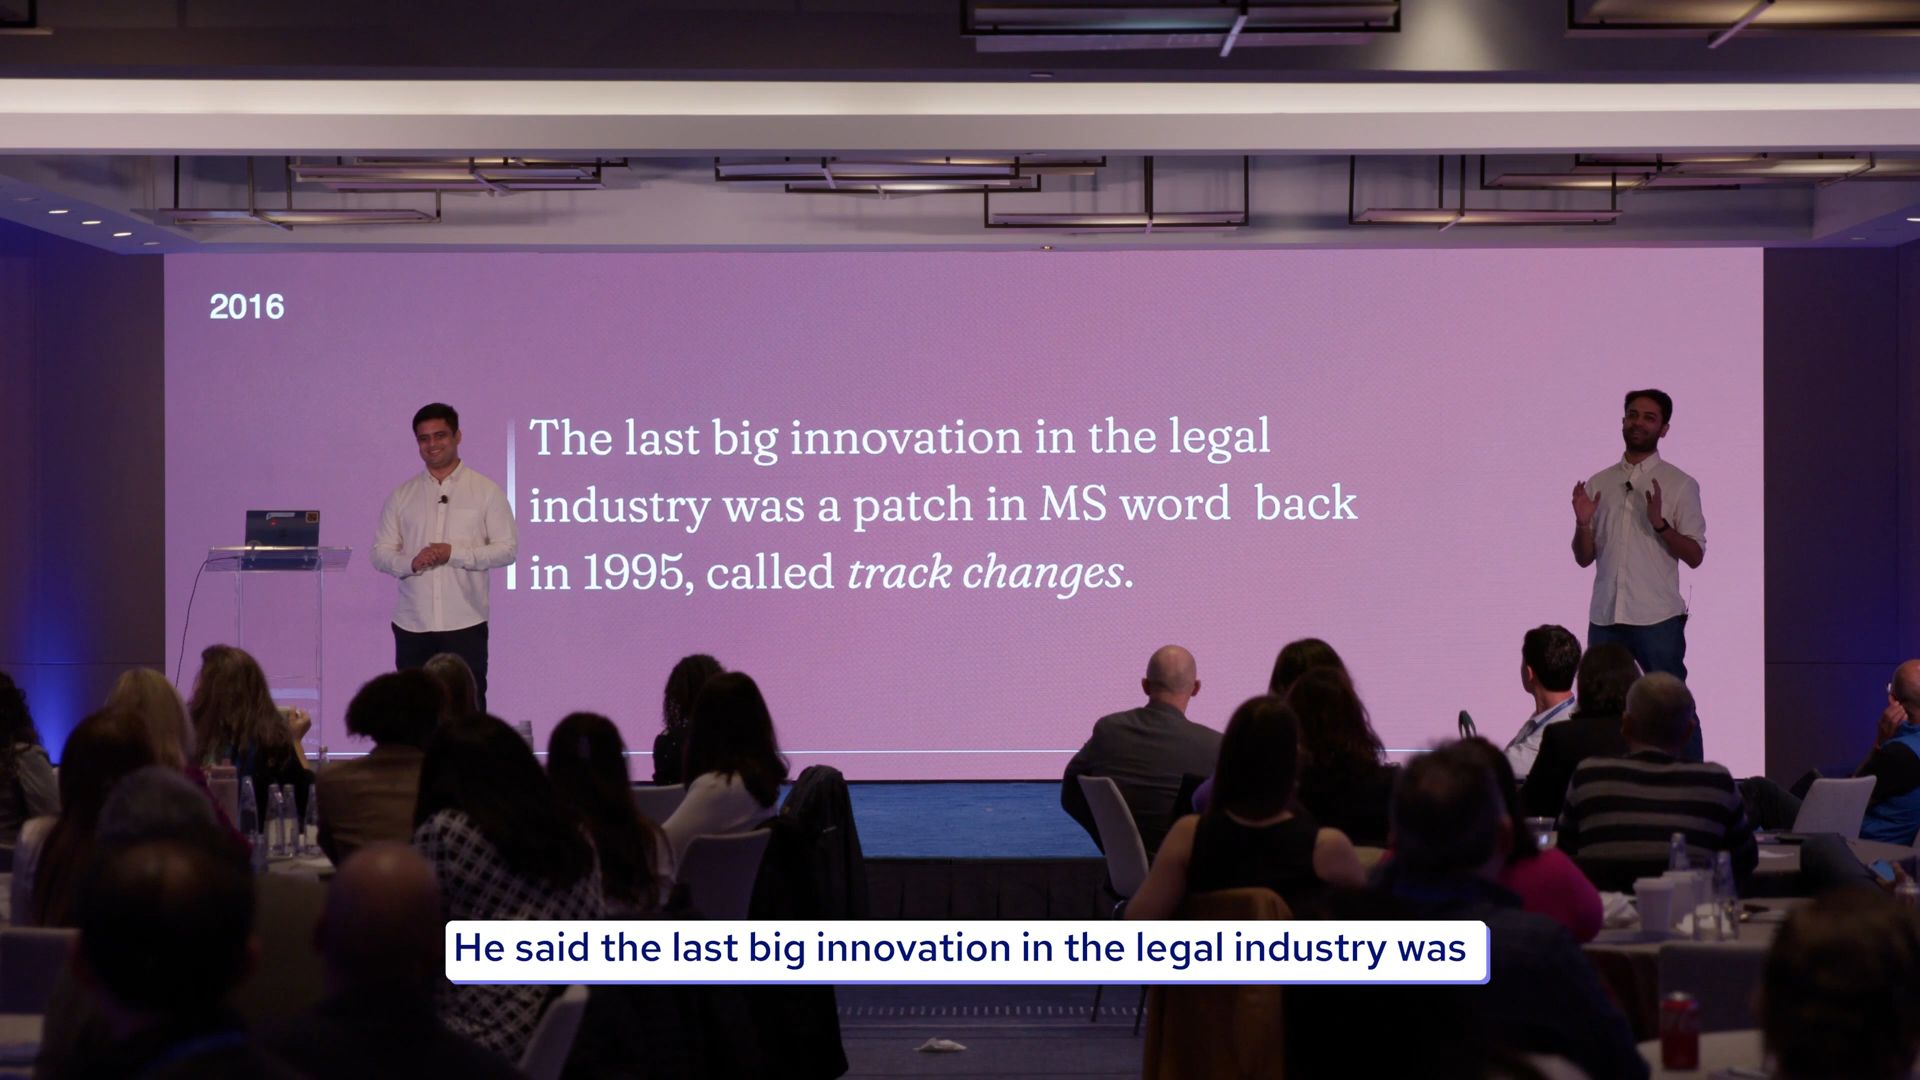 2016
The last big innovation in the legal
industry was a patch in MS word  back
in 1995, called track changes.
He said the last big innovation in the legal industry was